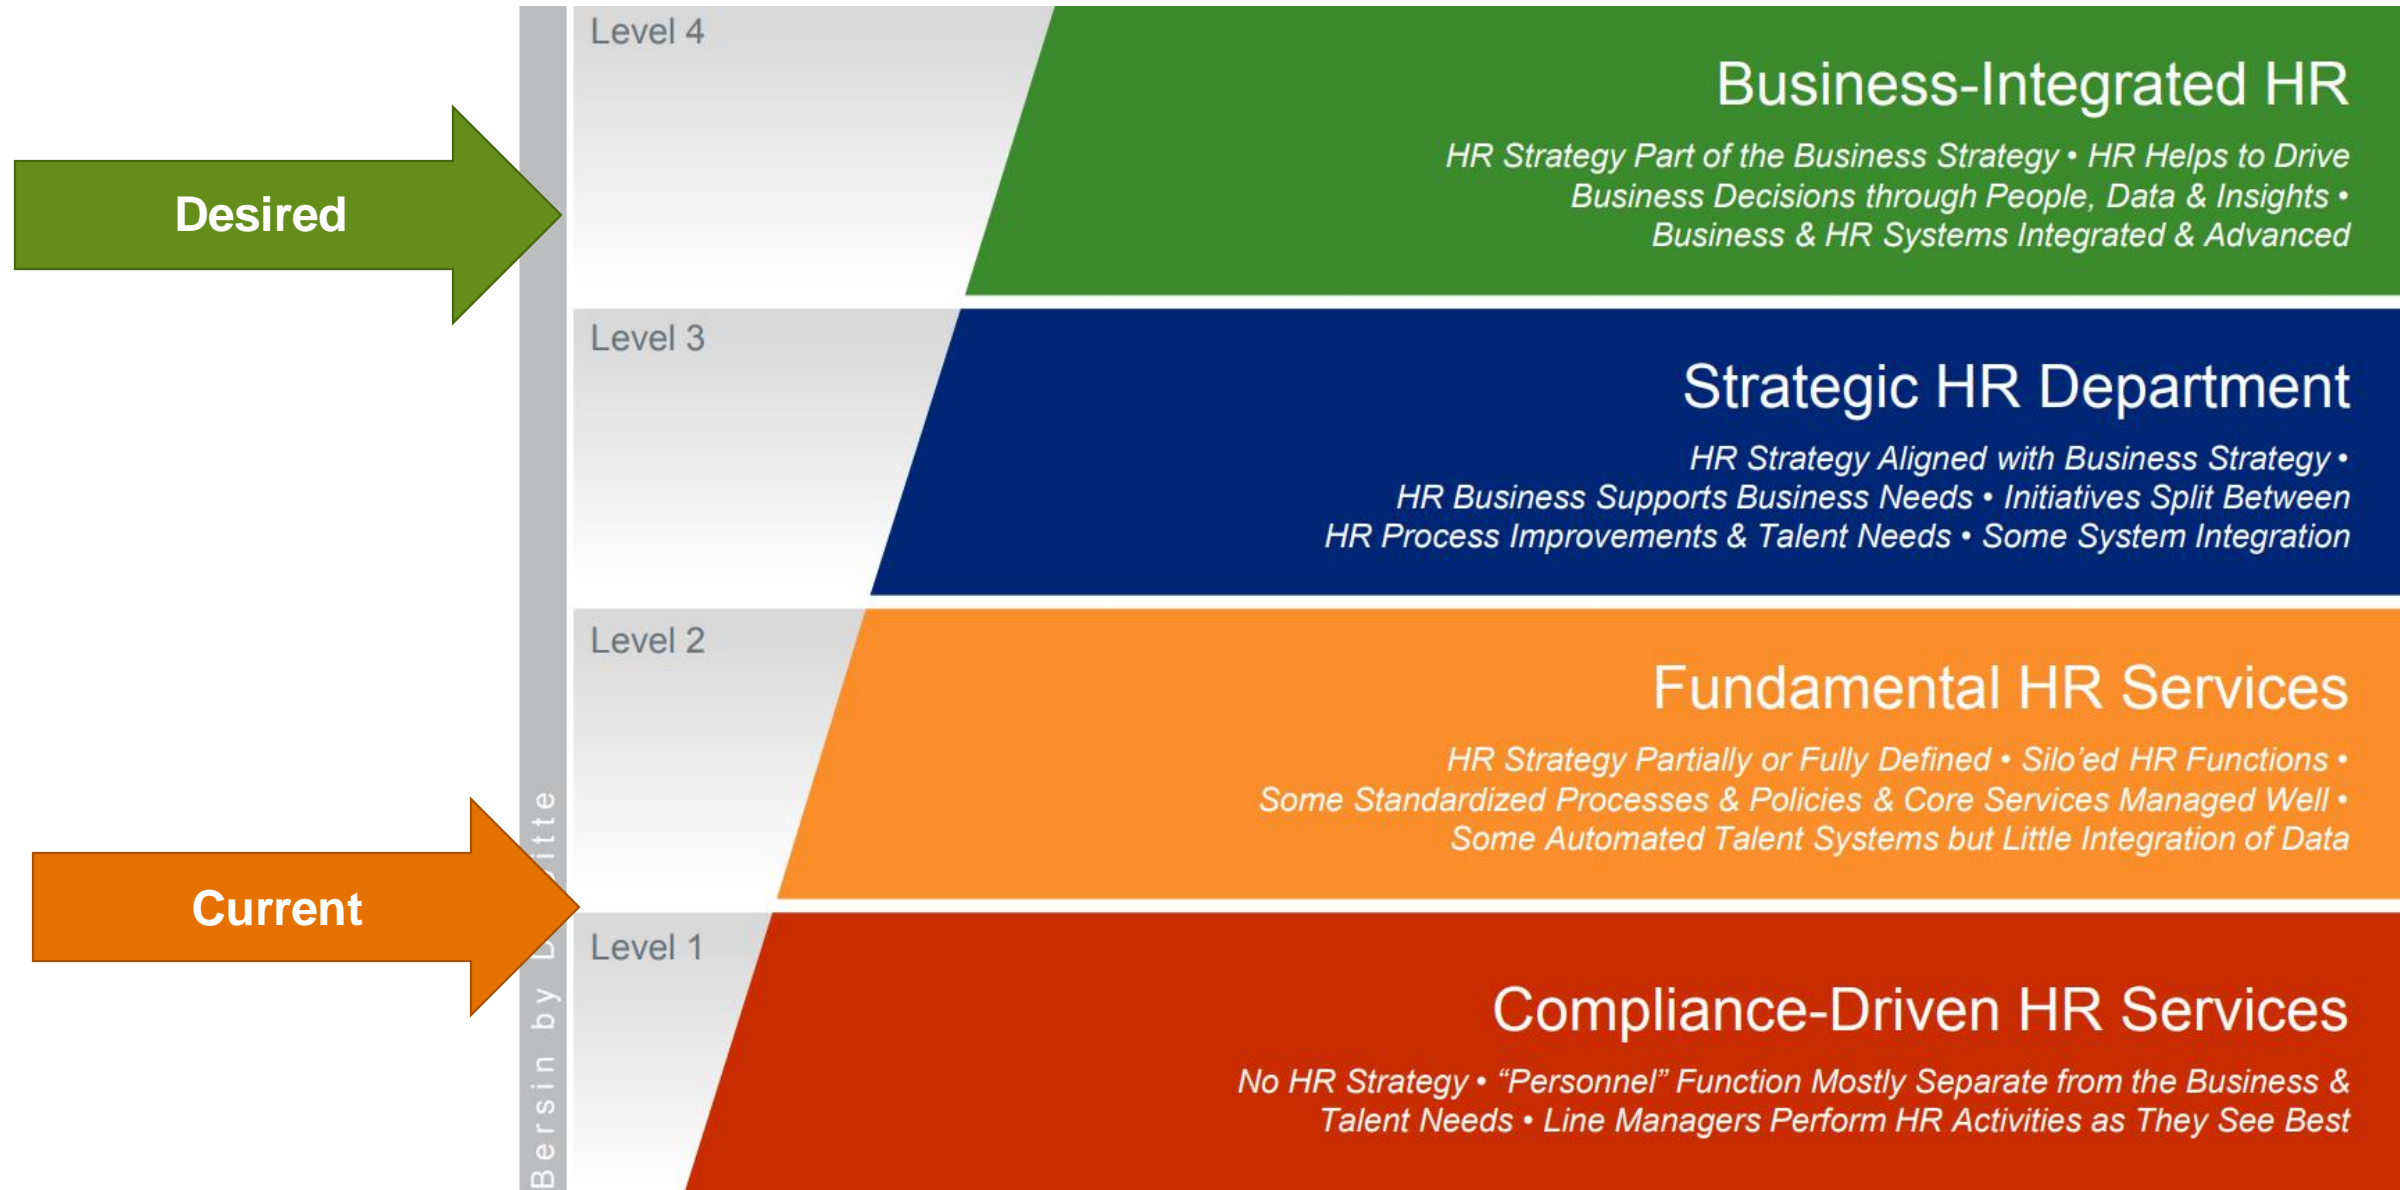 Level 4
Business-Integrated HR
HR Strategy Part of the Business Strategy • HR Helps to Drive
Business Decisions through People, Data & Insights •
Business & HR Systems Integrated & Advanced
Desired
Level 3
Strategic HR Department
HR Strategy Aligned with Business Strategy •
HR Business Supports Business Needs • Initiatives Split Between
HR Process Improvements & Talent Needs • Some System Integration
Level 2
Fundamental HR Services
HR Strategy Partially or Fully Defined • Silo’ed HR Functions •
Some Standardized Processes & Policies & Core Services Managed Well •
Some Automated Talent Systems but Little Integration of Data
Current
Level 1
Compliance-Driven HR Services
No HR Strategy • “Personnel” Function Mostly Separate from the Business &
Talent Needs • Line Managers Perform HR Activities as They See Best
Bersin by